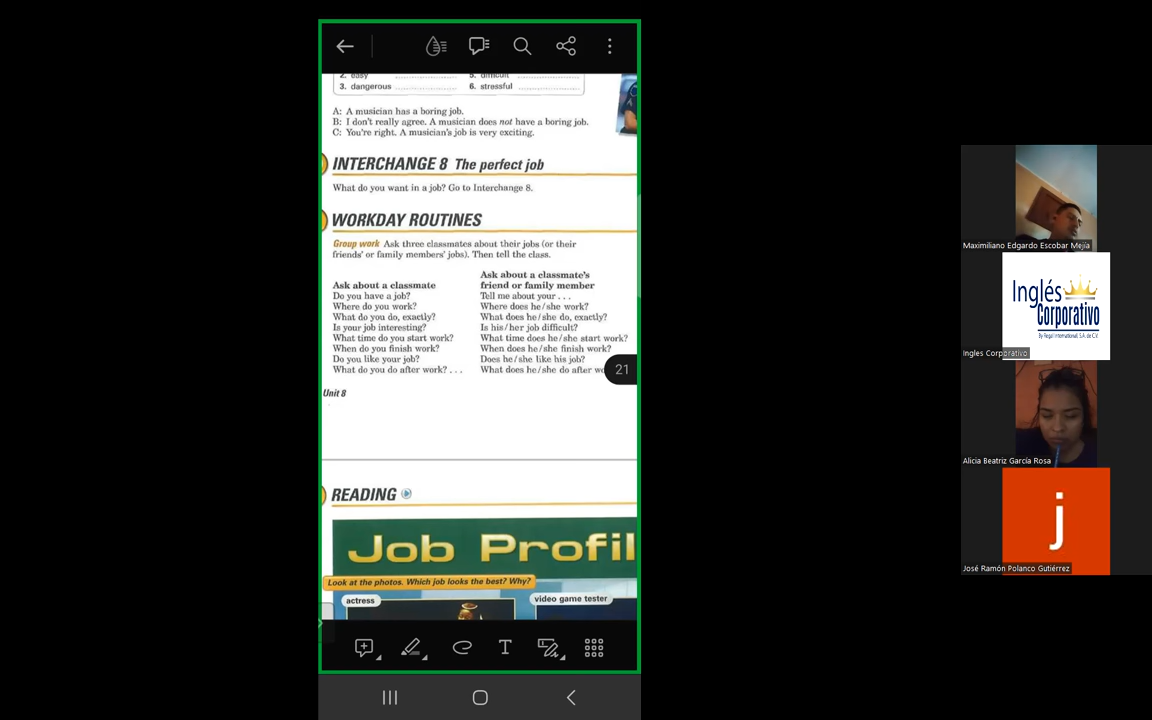 2. easy ............ 5. difficult ............
3. dangerous ............ 6. stressful ............
A: A musician has a boring job.
B: I don't really agree. A musician does not have a boring job.
C: You're right. A musician's job is very exciting.
INTERCHANGE 8 The perfect job
What do you want in a job? Go to Interchange 8.
WORKDAY ROUTINES
Group work Ask three classmates about their jobs (or their
friends' or family members' jobs). Then tell the class.
Ask about a classmate
Do you have a job?
Where do you work?
What do you do, exactly?
Is your job interesting?
What time do you start work?
When do you finish work?
Do you like your job?
What do you do after work? . . .
Ask about a classmate's
friend or family member
Tell me about your . . .
Where does he/she work?
What does he/she do, exactly?
Is his/her job difficult?
What time does he/she start work?
When does he/she finish work?
Does he/she like his job?
What does he/she do after
21
Unit 8
READING
Job Profil
Look at the photos. Which job looks the best? Why?
actress
video game tester
T
Maximiliano Edgardo Escobar Mejía
Inglés
Corporativo
By Regal International, S.A. de C.V.
Ingles Corporativo
Alicia Beatriz García Rosa
j
José Ramón Polanco Gutiérrez